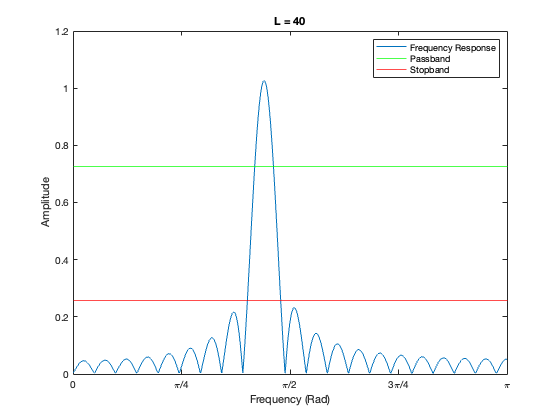 L = 40
Frequency Response
Passband
Stopband
1.2
1
0.8
0.6
0.4
0.2
0
Amplitude
0
π/4
π/2
3π/4
π
Frequency (Rad)